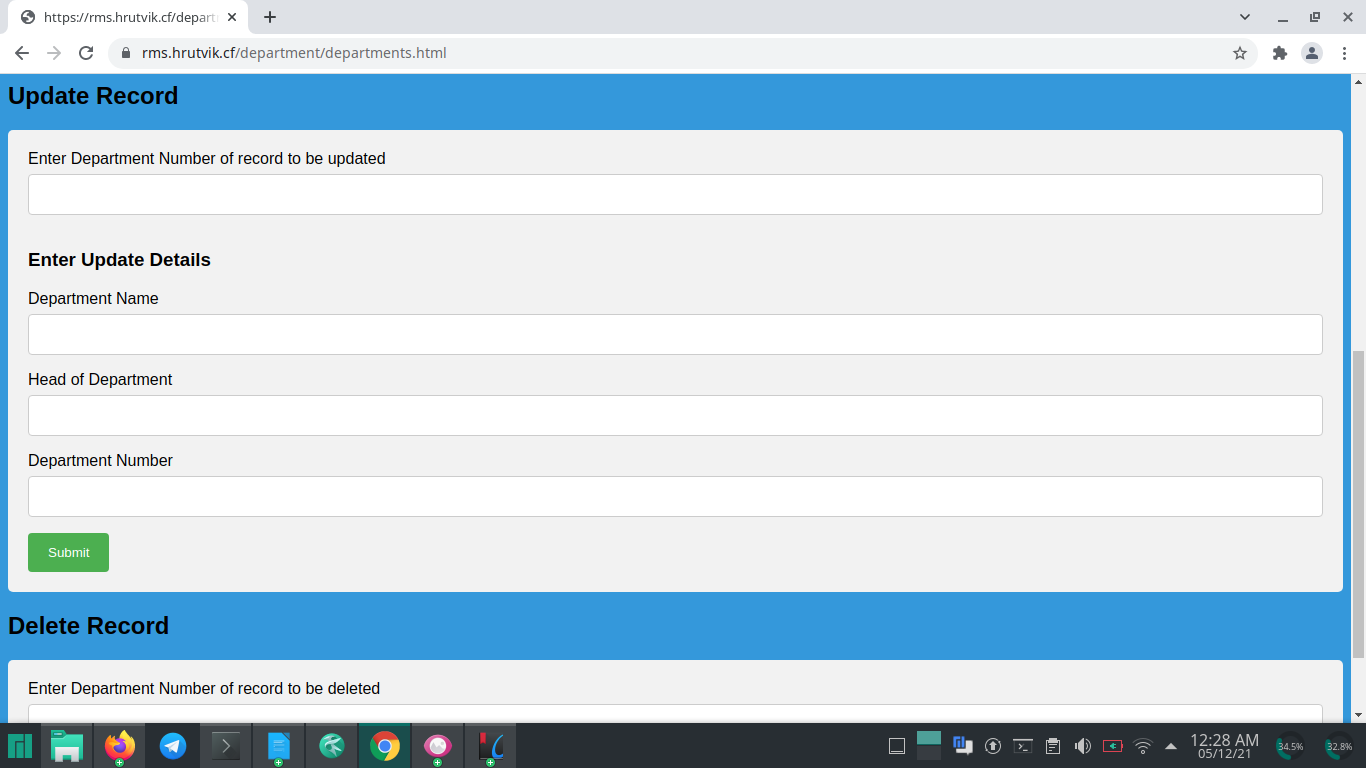 https://rms.hrutvik.cf/depart
rms.hrutvik.cf/department/departments.html
Update Record
Enter Department Number of record to be updated
Enter Update Details
Department Name
Head of Department
Department Number
Submit
Delete Record
Enter Department Number of record to be deleted
12:28 AM
05/12/21
34.5%
32.8%